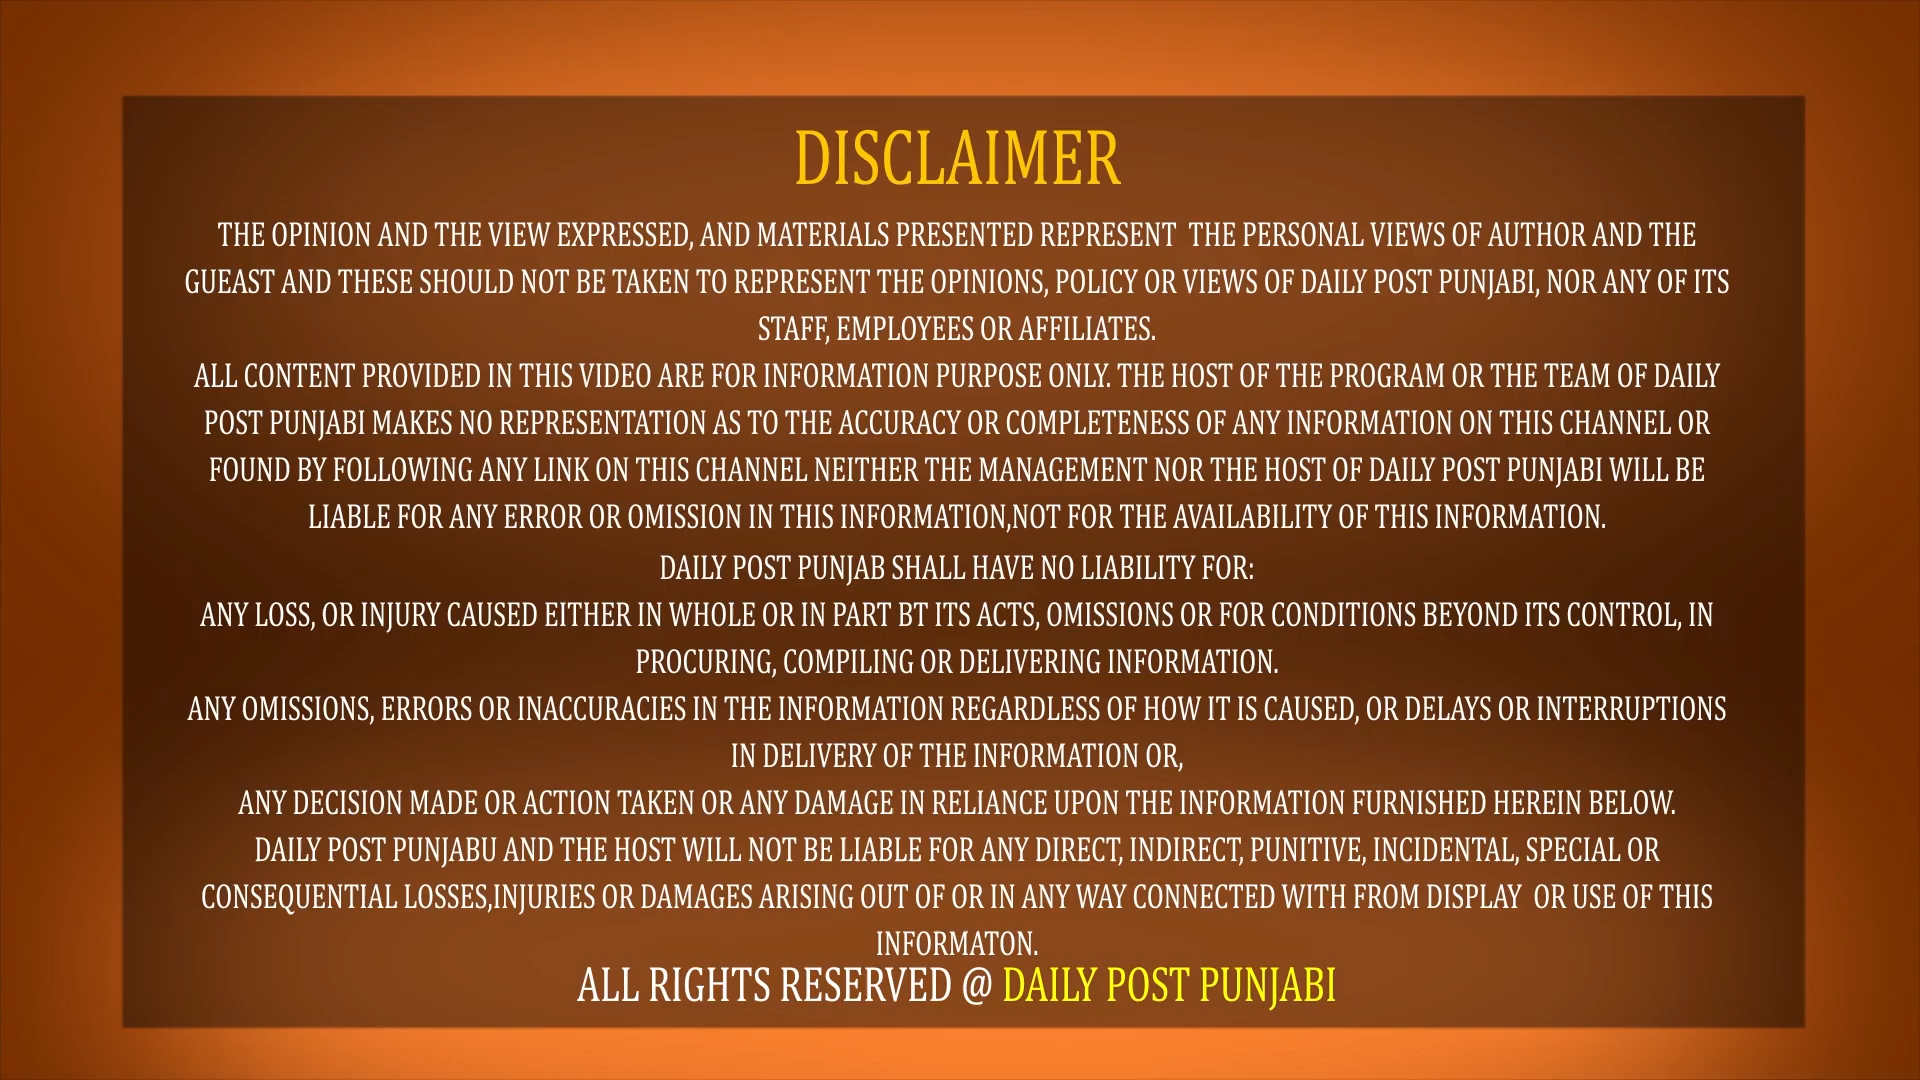 DISCLAIMER
THE OPINION AND THE VIEW EXPRESSED, AND MATERIALS PRESENTED REPRESENT  THE PERSONAL VIEWS OF AUTHOR AND THE
GUEAST AND THESE SHOULD NOT BE TAKEN TO REPRESENT THE OPINIONS, POLICY OR VIEWS OF DAILY POST PUNJABI, NOR ANY OF ITS
STAFF, EMPLOYEES OR AFFILIATES.
ALL CONTENT PROVIDED IN THIS VIDEO ARE FOR INFORMATION PURPOSE ONLY. THE HOST OF THE PROGRAM OR THE TEAM OF DAILY
POST PUNJABI MAKES NO REPRESENTATION AS TO THE ACCURACY OR COMPLETENESS OF ANY INFORMATION ON THIS CHANNEL OR
FOUND BY FOLLOWING ANY LINK ON THIS CHANNEL NEITHER THE MANAGEMENT NOR THE HOST OF DAILY POST PUNJABI WILL BE
LIABLE FOR ANY ERROR OR OMISSION IN THIS INFORMATION,NOT FOR THE AVAILABILITY OF THIS INFORMATION.
DAILY POST PUNJAB SHALL HAVE NO LIABILITY FOR:
ANY LOSS, OR INJURY CAUSED EITHER IN WHOLE OR IN PART BT ITS ACTS, OMISSIONS OR FOR CONDITIONS BEYOND ITS CONTROL, IN
PROCURING, COMPILING OR DELIVERING INFORMATION.
ANY OMISSIONS, ERRORS OR INACCURACIES IN THE INFORMATION REGARDLESS OF HOW IT IS CAUSED, OR DELAYS OR INTERRUPTIONS
IN DELIVERY OF THE INFORMATION OR,
ANY DECISION MADE OR ACTION TAKEN OR ANY DAMAGE IN RELIANCE UPON THE INFORMATION FURNISHED HEREIN BELOW.
DAILY POST PUNJABU AND THE HOST WILL NOT BE LIABLE FOR ANY DIRECT, INDIRECT, PUNITIVE, INCIDENTAL, SPECIAL OR
CONSEQUENTIAL LOSSES,INJURIES OR DAMAGES ARISING OUT OF OR IN ANY WAY CONNECTED WITH FROM DISPLAY  OR USE OF THIS
INFORMATON.
ALL RIGHTS RESERVED @ DAILY POST PUNJABI